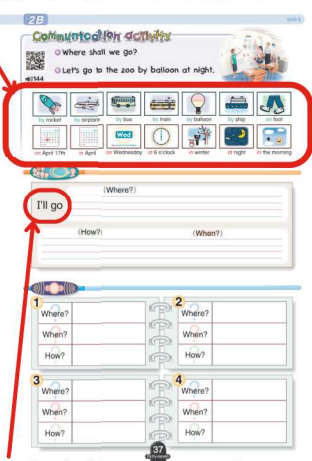 2B
Unit 4
Communication activity
Where shall we go?
Let's go to the zoo by balloon at night.
144
by rocket by airplane by bus by train by balloon by ship on foot
Wed
on April 17th in April on Wednesday at 6 o'clock in winter at night in the morning
(Where?)
I'll go
(How?) (When?)
1 2
Where? Where?
When? When?
How? How?
3 4
Where? Where?
When? When?
How? How?
37
thirty-seven